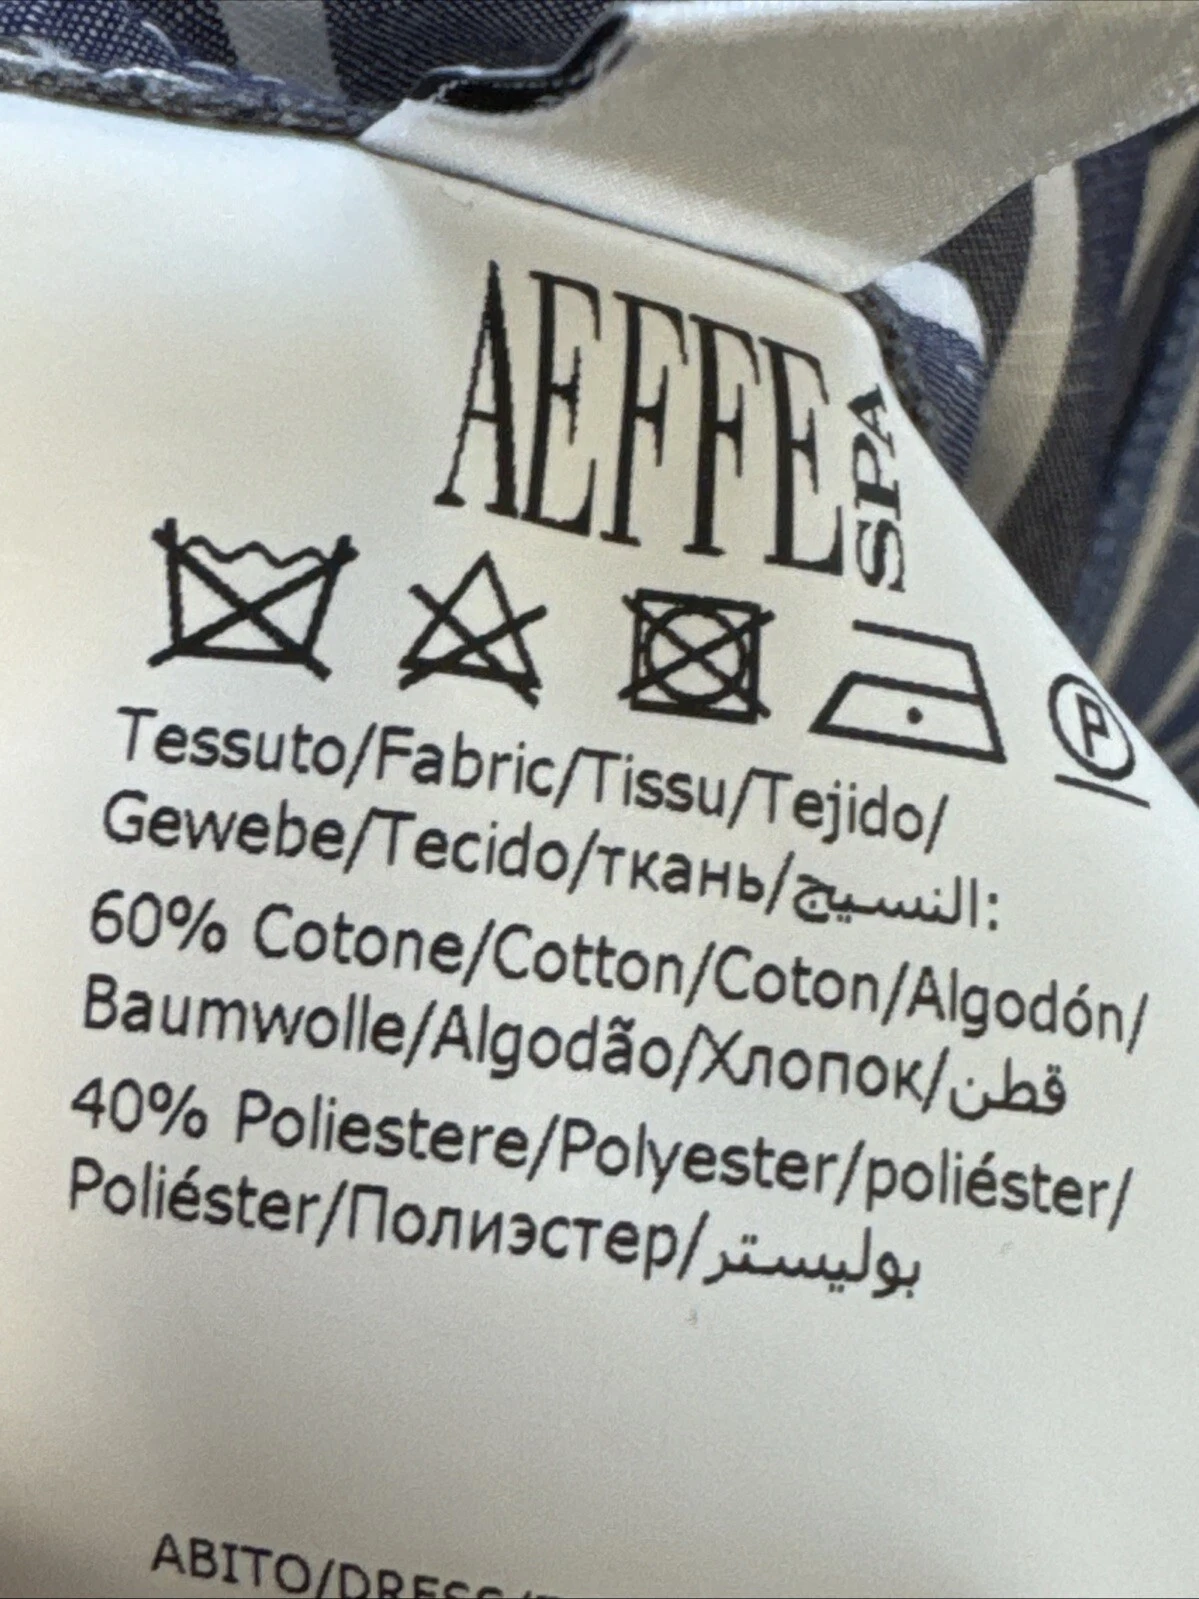 AEFFE SPA
P
Tessuto/Fabric/Tissu/Tejido/
Gewebe/Tecido/ткань/النسيج:
60% Cotone/Cotton/Coton/Algodón/
Baumwolle/Algodão/Хлопок/قطن
40% Poliestere/Polyester/poliéster/
Poliéster/Полиэстер/بوليستر
ABITO/DRESS/